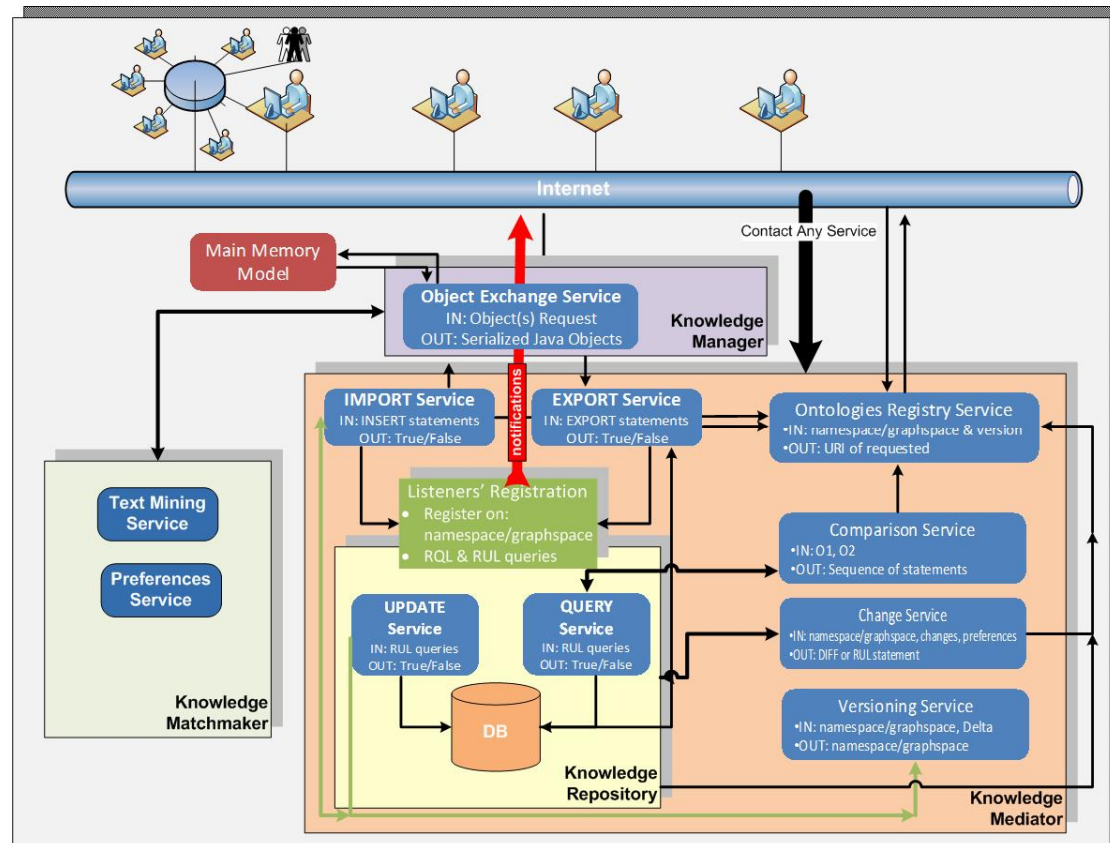 Internet
Contact Any Service
Main Memory
Model
Object Exchange Service
IN: Object(s) Request
OUT: Serialized Java Objects
Knowledge
Manager
notifications
IMPORT Service
IN: INSERT statements
OUT: True/False
EXPORT Service
IN: EXPORT statements
OUT: True/False
Ontologies Registry Service
•IN: namespace/graphspace & version
•OUT: URI of requested
Listeners' Registration
• Register on:
namespace/graphspace
• RQL & RUL queries
Text Mining
Service
Preferences
Service
Knowledge
Matchmaker
Comparison Service
•IN: O1, O2
•OUT: Sequence of statements
UPDATE
Service
IN: RUL queries
OUT: True/False
QUERY
Service
IN: RUL queries
OUT: True/False
Change Service
•IN: namespace/graphspace, changes, preferences
•OUT: DIFF or RUL statement
DB
Versioning Service
•IN: namespace/graphspace, Delta
•OUT: namespace/graphspace
Knowledge
Repository
Knowledge
Mediator